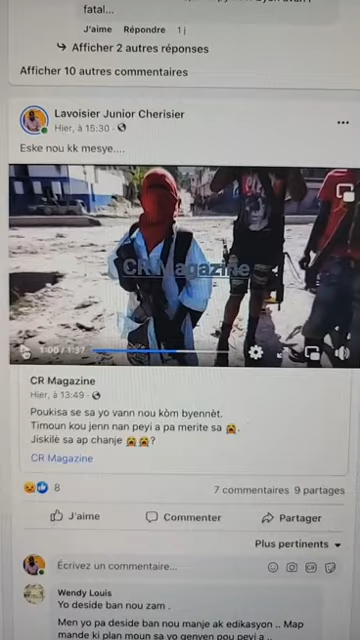 fatal...
J'aime Répondre 1 j
Afficher 2 autres réponses
Afficher 10 autres commentaires
Lavoisier Junior Cherisier
Hier, à 15:30 ·
Eske nou kk mesye....
CR Magazine
1:00 / 1:37
CR Magazine
Hier, à 13:49 ·
Poukisa se sa yo vann nou kòm byennèt.
Timoun kou jenn nan peyi a pa merite sa 😭.
Jiskilè sa ap chanje 😭😭?
CR Magazine
8
7 commentaires 9 partages
J'aime Commenter Partager
Plus pertinents
Écrivez un commentaire...
GIF
Wendy Louis
Yo deside ban nou zam .
Men yo pa deside ban nou manje ak edikasyon .. Map
mande ki plan moun sa yo genyen pou peyi a ..